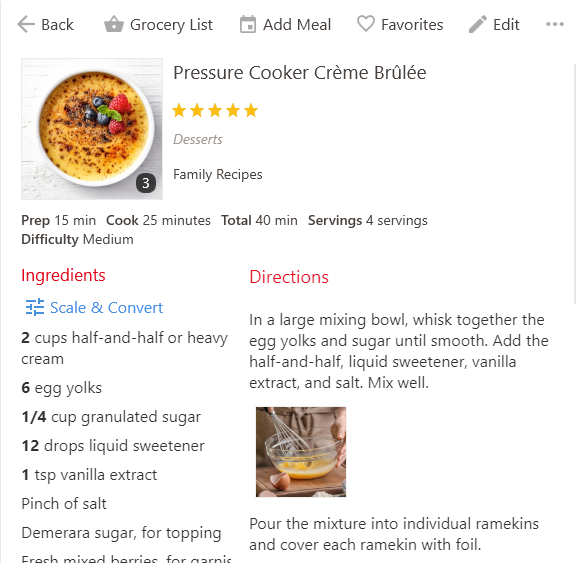 Back
Grocery List
Add Meal
Favorites
Edit
Pressure Cooker Crème Brûlée
Desserts
Family Recipes
3
Prep 15 min Cook 25 minutes Total 40 min Servings 4 servings
Difficulty Medium
Ingredients
Scale & Convert
2 cups half-and-half or heavy
cream
6 egg yolks
1/4 cup granulated sugar
12 drops liquid sweetener
1 tsp vanilla extract
Pinch of salt
Demerara sugar, for topping
Fresh mixed berries, for garnis
Directions
In a large mixing bowl, whisk together the
egg yolks and sugar until smooth. Add the
half-and-half, liquid sweetener, vanilla
extract, and salt. Mix well.
Pour the mixture into individual ramekins
and cover each ramekin with foil.